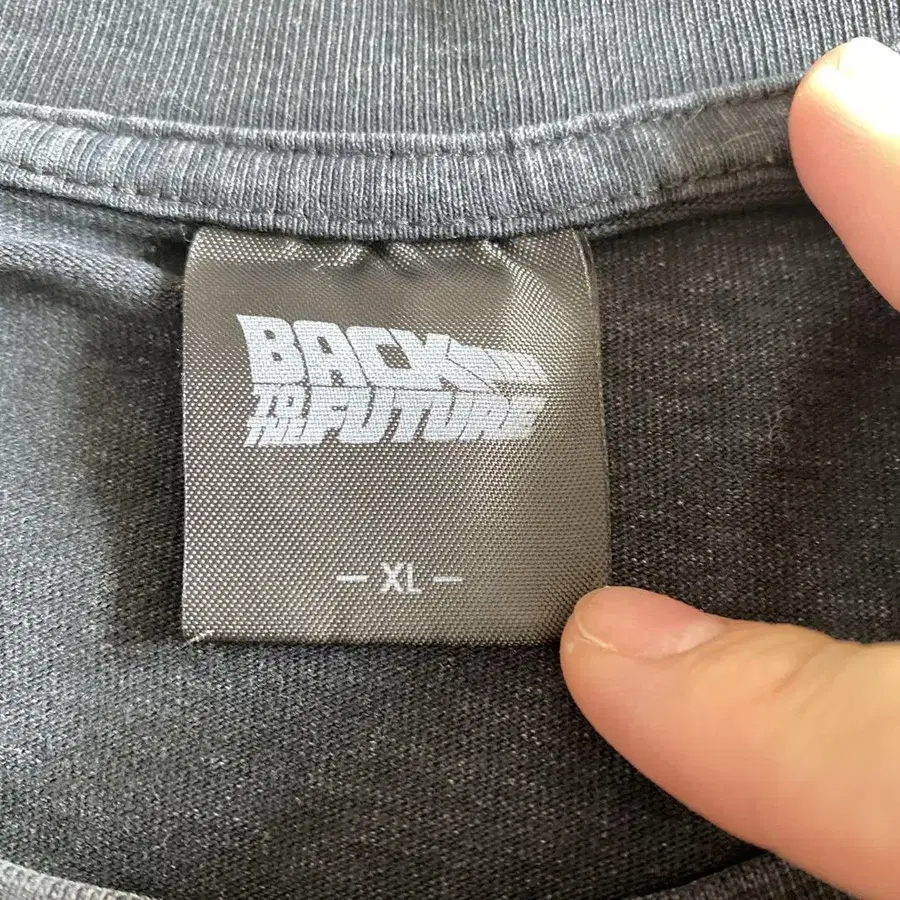 BACK
TO THE FUTURE
— XL —